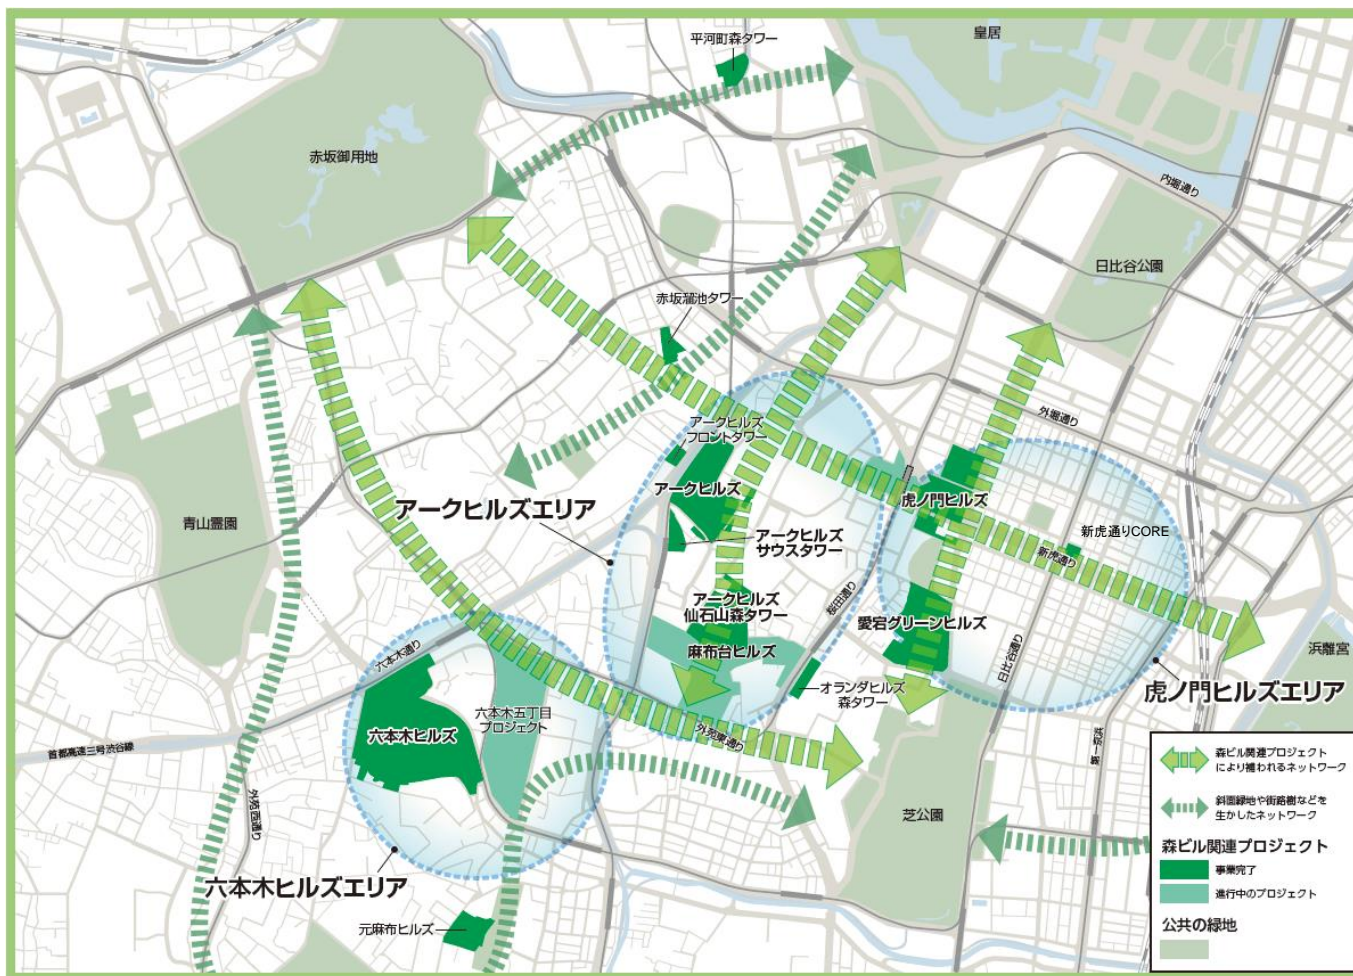 平河町森タワー
皇居
赤坂御用地
内堀通り
日比谷公園
赤坂溜池タワー
外堀通り
アークヒルズ
フロントタワー
アークヒルズエリア
アークヒルズ
虎ノ門ヒルズ
青山霊園
アークヒルズ
サウスタワー
新虎通りCORE
新虎通り
桜田通り
アークヒルズ
仙石山森タワー
愛宕グリーンヒルズ
麻布台ヒルズ
日比谷通り
浜離宮
六本木通り
オランダヒルズ
森タワー
虎ノ門ヒルズエリア
六本木五丁目
プロジェクト
六本木ヒルズ
外苑東通り
首都高速三号渋谷線
第一京浜
外苑西通り
芝公園
六本木ヒルズエリア
元麻布ヒルズ
森ビル関連プロジェクト
により補われるネットワーク
斜面緑地や街路樹などを
生かしたネットワーク
森ビル関連プロジェクト
事業完了
進行中のプロジェクト
公共の緑地